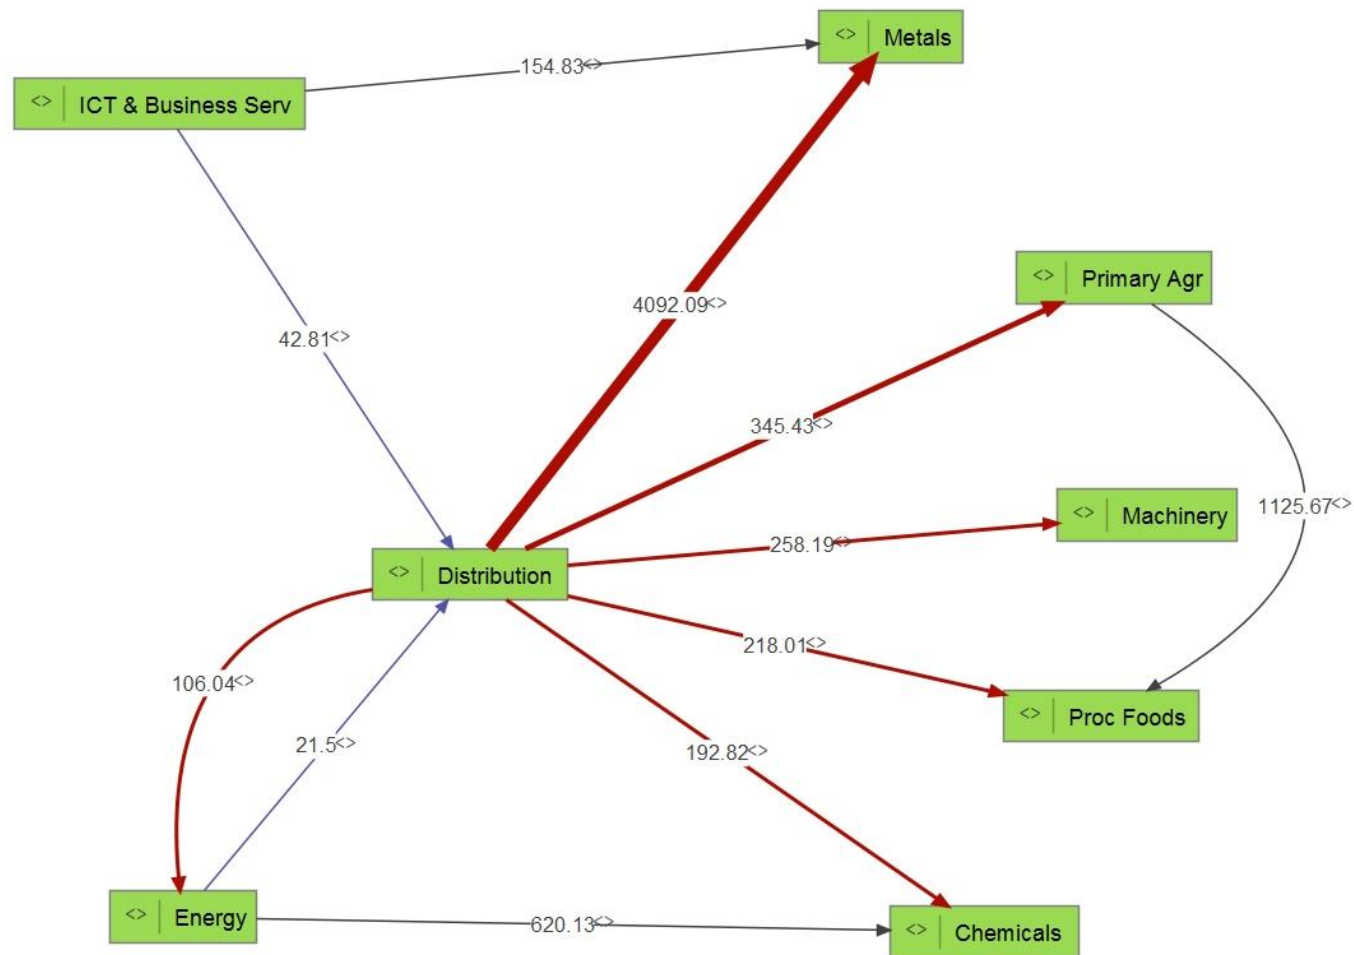 <> Metals
154.83<>
<> ICT & Business Serv
<> Primary Agr
4092.09<>
42.81<>
345.43<>
1125.67<>
<> Machinery
258.19<>
<> Distribution
218.01<>
106.04<>
<> Proc Foods
21.5<>
192.82<>
<> Energy
620.13<>
<> Chemicals